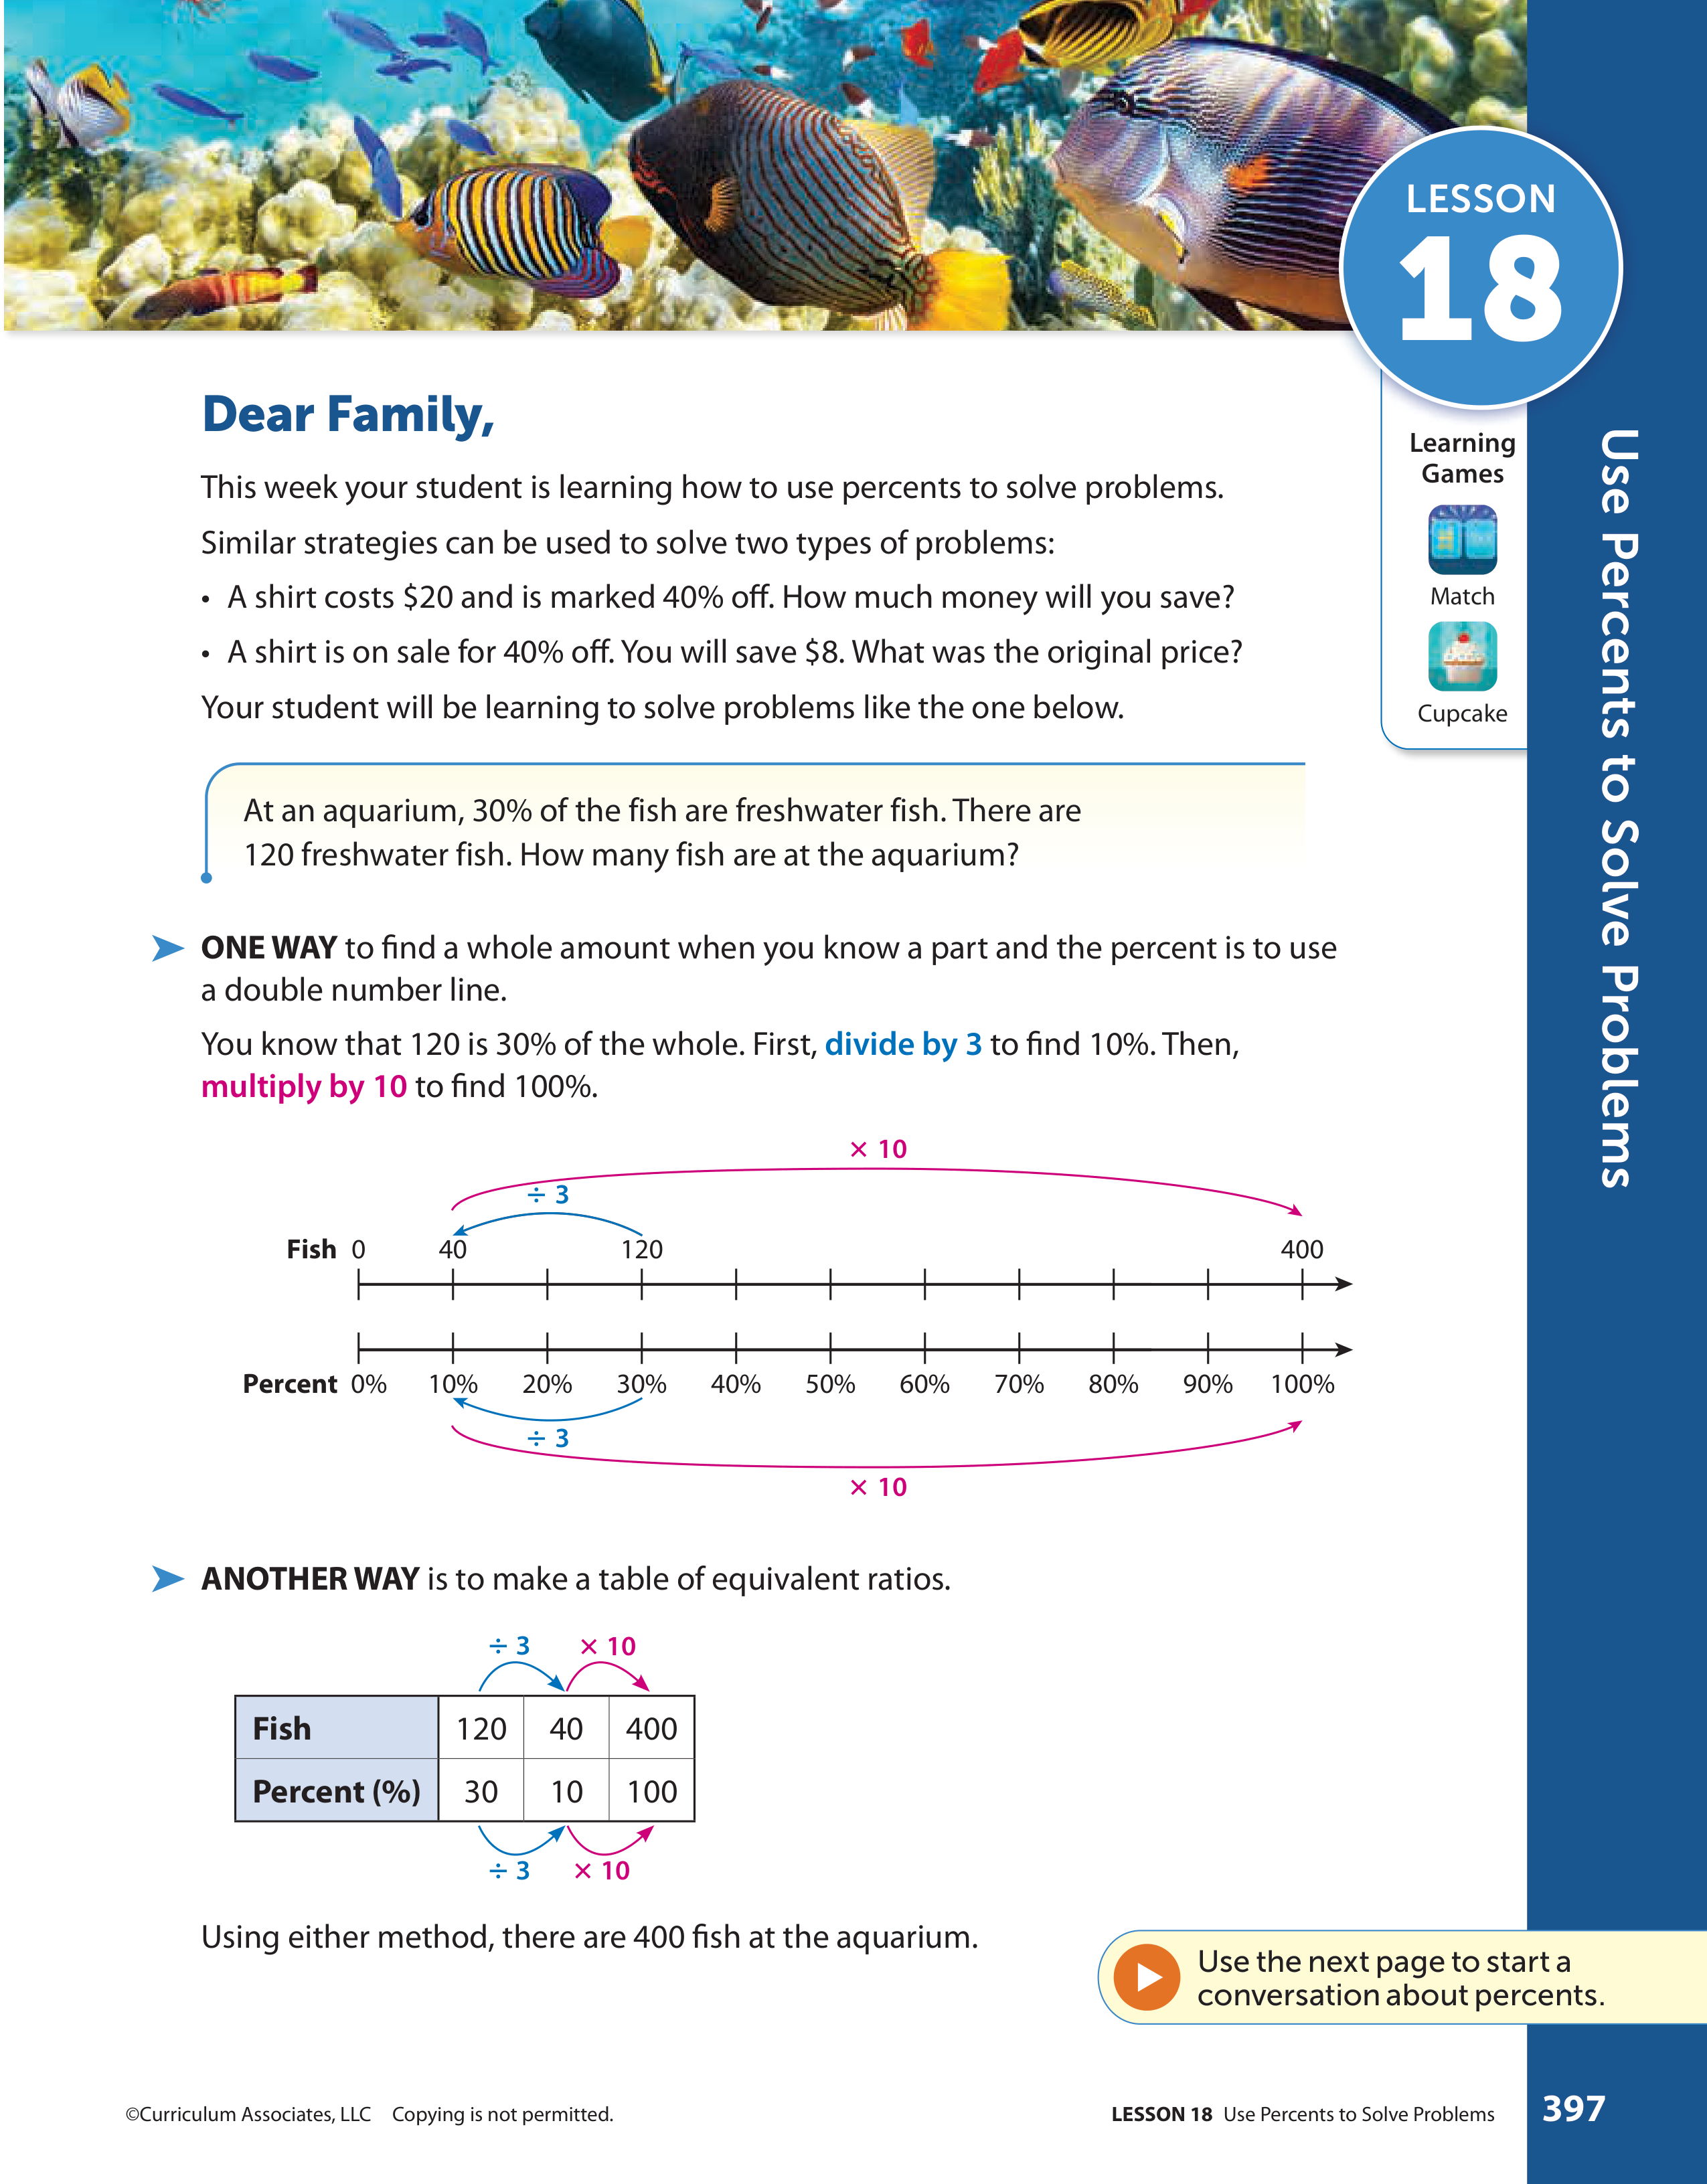 LESSON
18
Learning
Games
Match
Cupcake
Use Percents to Solve Problems
Dear Family,
This week your student is learning how to use percents to solve problems.
Similar strategies can be used to solve two types of problems:
• A shirt costs $20 and is marked 40% off. How much money will you save?
• A shirt is on sale for 40% off. You will save $8. What was the original price?
Your student will be learning to solve problems like the one below.
At an aquarium, 30% of the fish are freshwater fish. There are
120 freshwater fish. How many fish are at the aquarium?
ONE WAY to find a whole amount when you know a part and the percent is to use
a double number line.
You know that 120 is 30% of the whole. First, divide by 3 to find 10%. Then,
multiply by 10 to find 100%.
× 10
÷ 3
Fish 0 40 120 400
Percent 0% 10% 20% 30% 40% 50% 60% 70% 80% 90% 100%
÷ 3
× 10
ANOTHER WAY is to make a table of equivalent ratios.
÷ 3 × 10
Fish 120 40 400
Percent (%) 30 10 100
÷ 3 × 10
Using either method, there are 400 fish at the aquarium.
Use the next page to start a
conversation about percents.
©Curriculum Associates, LLC Copying is not permitted.
LESSON 18 Use Percents to Solve Problems
397